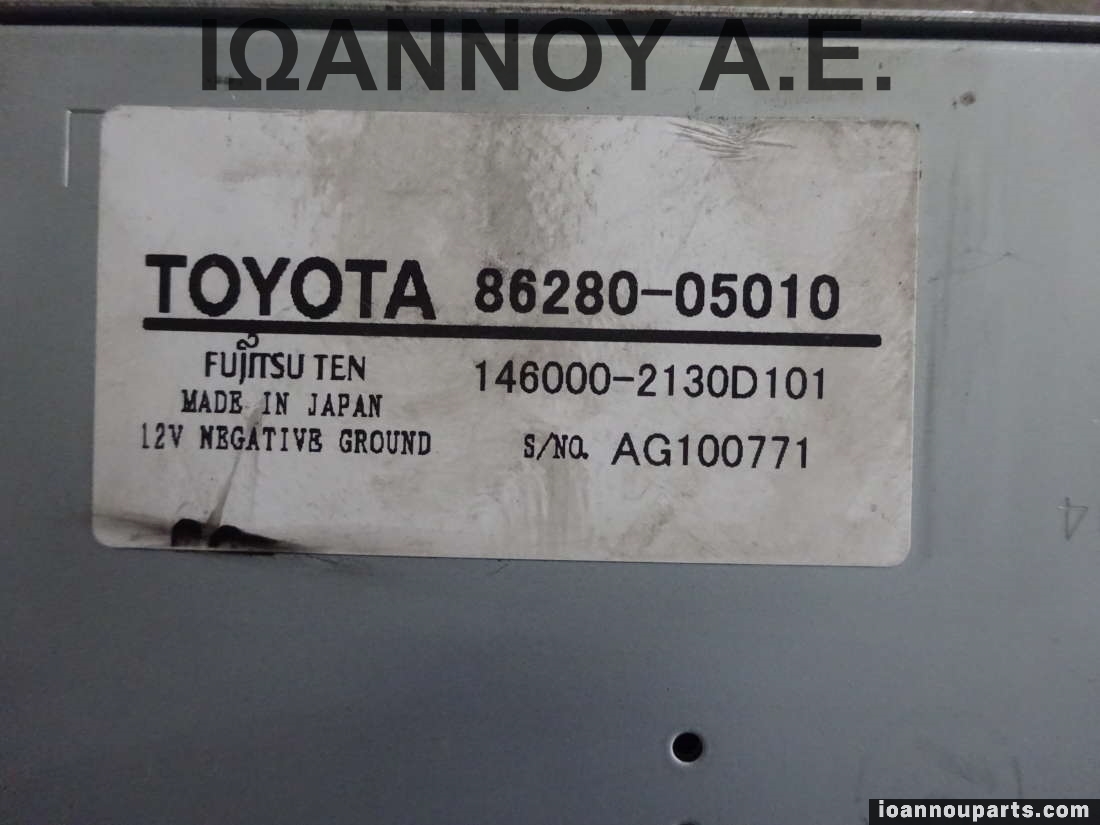 ΙΩΑΝΝΟΥ Α.Ε.
TOYOTA 86280-05010
FUJITSU TEN 146000-2130D101
MADE IN JAPAN
12V NEGATIVE GROUND S/NO. AG100771
ioannouparts.com